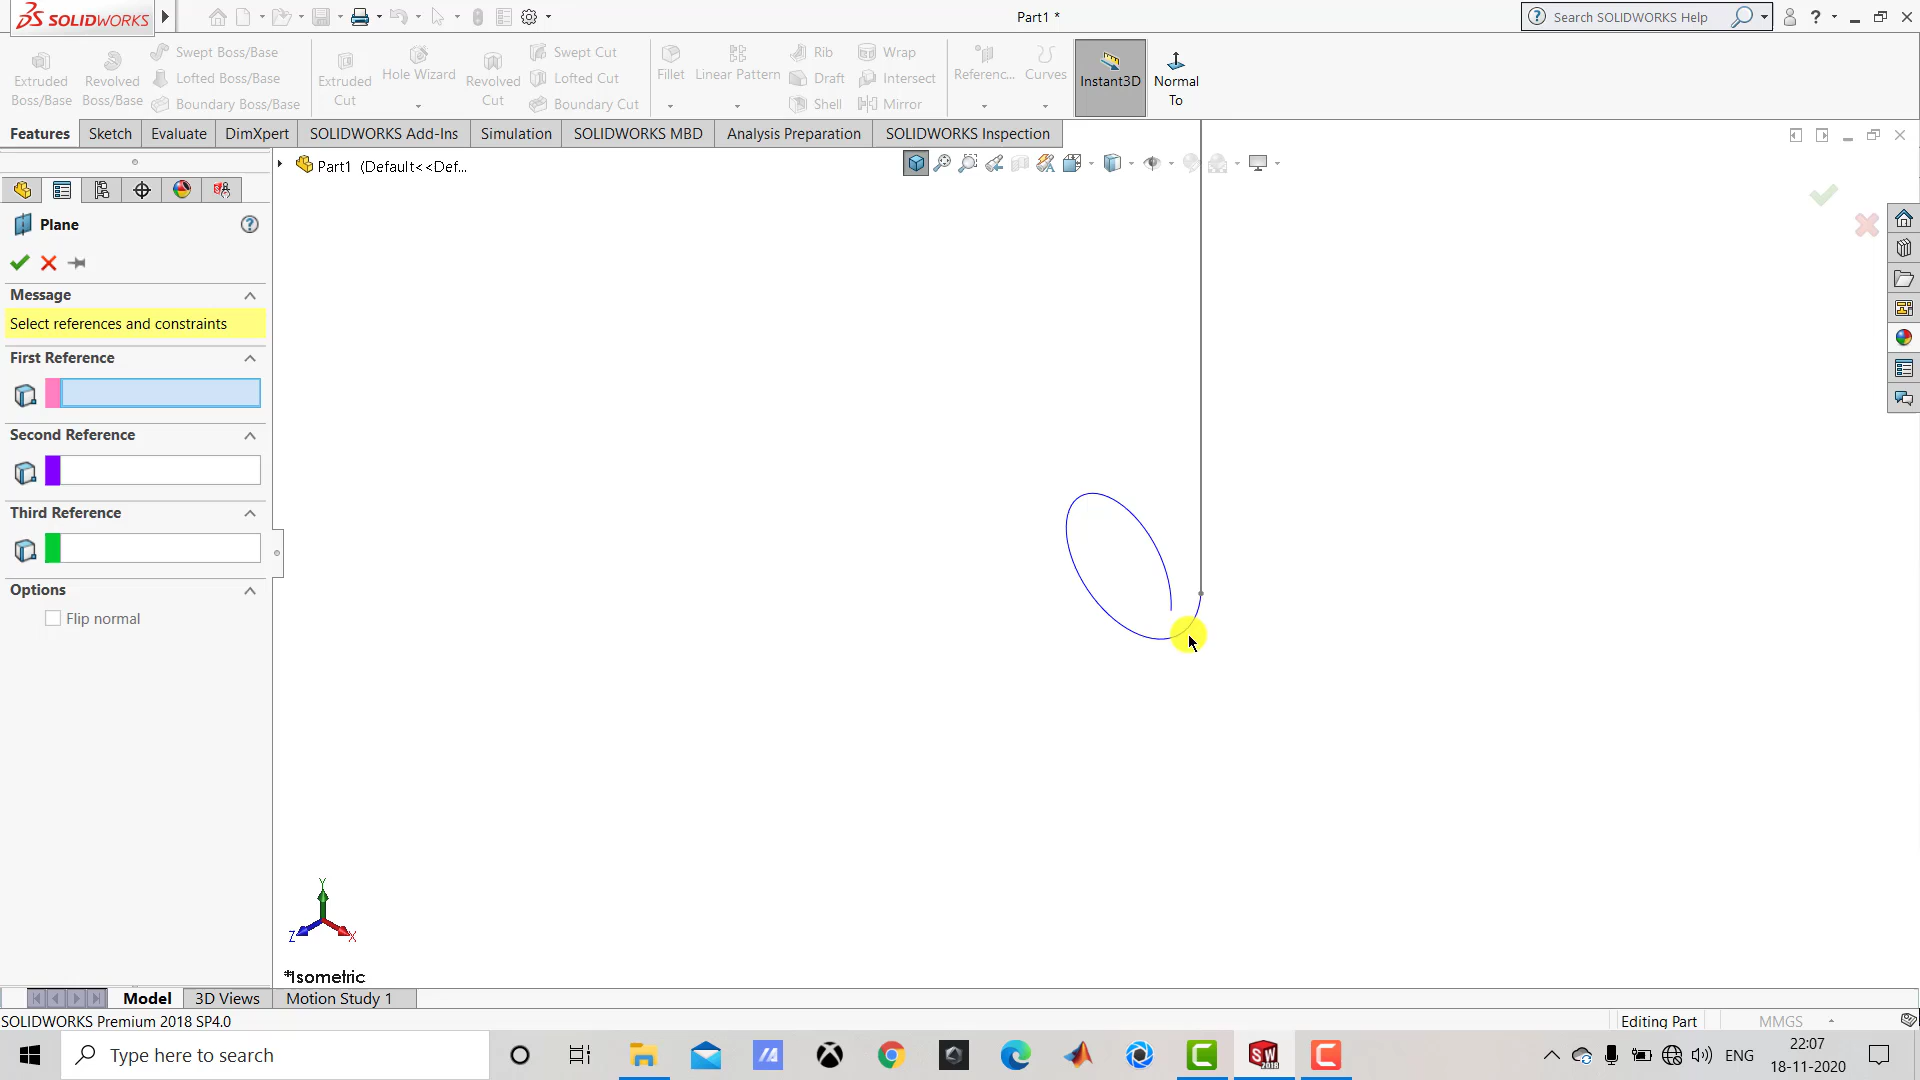 SOLIDWORKS
Part1 *
Search SOLIDWORKS Help
Extruded Boss/Base
Revolved Boss/Base
Swept Boss/Base
Lofted Boss/Base
Boundary Boss/Base
Extruded Cut
Hole Wizard
Revolved Cut
Swept Cut
Lofted Cut
Boundary Cut
Fillet
Linear Pattern
Rib
Draft
Shell
Wrap
Intersect
Mirror
Referenc...
Curves
Instant3D
Normal To
Features
Sketch
Evaluate
DimXpert
SOLIDWORKS Add-Ins
Simulation
SOLIDWORKS MBD
Analysis Preparation
SOLIDWORKS Inspection
Part1 (Default<<Def...
Plane
Message
Select references and constraints
First Reference
Second Reference
Third Reference
Options
Flip normal
Y
Z
X
*Isometric
Model
3D Views
Motion Study 1
SOLIDWORKS Premium 2018 SP4.0
Editing Part
MMGS
Type here to search
SW
2018
ENG
22:07
18-11-2020